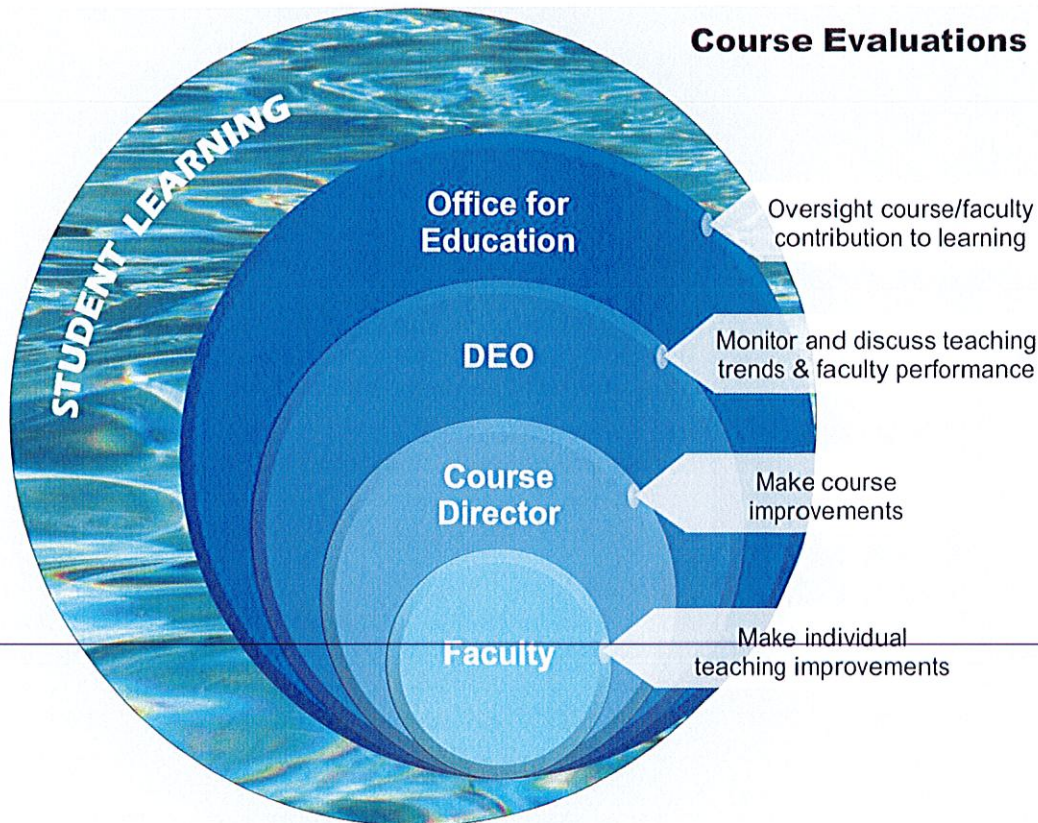 Course Evaluations
STUDENT LEARNING
Office for
Education
Oversight course/faculty
contribution to learning
DEO
Monitor and discuss teaching
trends & faculty performance
Course
Director
Make course
improvements
Faculty
Make individual
teaching improvements